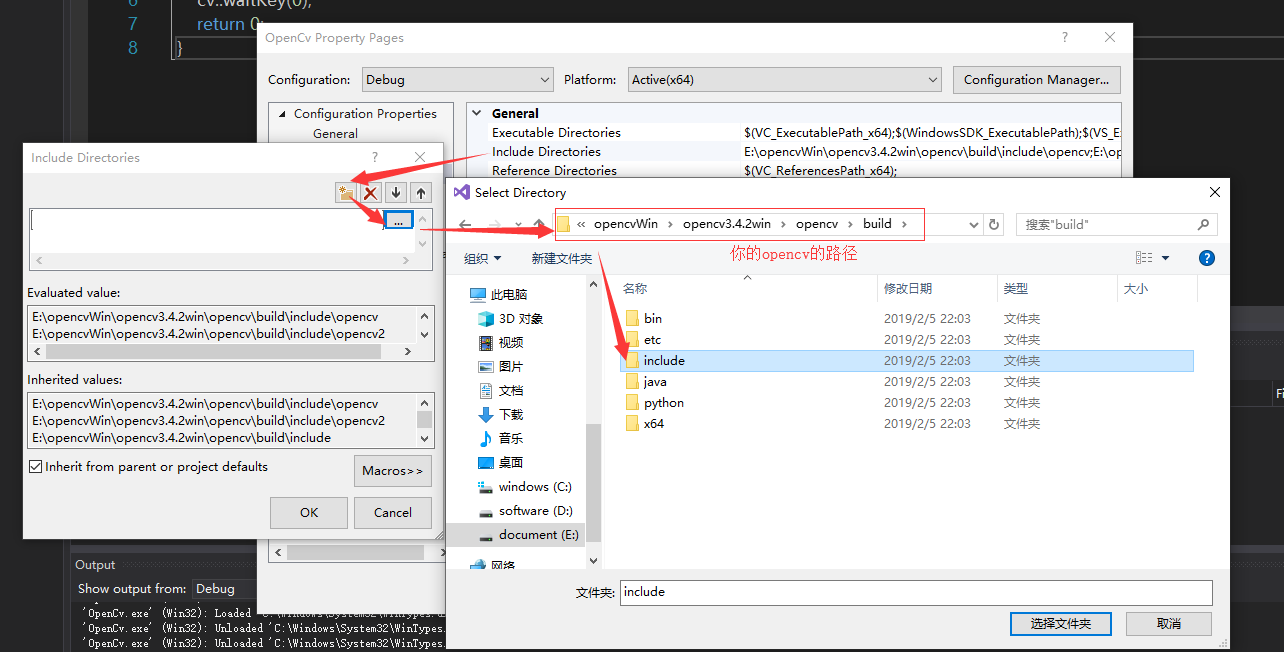 6 cv::waitKey(0);
7 return 0;
8 }
OpenCv Property Pages
?
Configuration: Debug Platform: Active(x64) Configuration Manager...
Configuration Properties
General
General
Executable Directories $(VC_ExecutablePath_x64);$(WindowsSDK_ExecutablePath);$(VS_E
Include Directories E:\opencvWin\opencv3.4.2win\opencv\build\include\opencv;E:\op
Reference Directories $(VC_ReferencesPath_x64);
Include Directories
?
...
Evaluated value:
E:\opencvWin\opencv3.4.2win\opencv\build\include\opencv
E:\opencvWin\opencv3.4.2win\opencv\build\include\opencv2
Inherited values:
E:\opencvWin\opencv3.4.2win\opencv\build\include\opencv
E:\opencvWin\opencv3.4.2win\opencv\build\include\opencv2
E:\opencvWin\opencv3.4.2win\opencv\build\include
Inherit from parent or project defaults
Macros>>
OK Cancel
Select Directory
« opencvWin › opencv3.4.2win › opencv › build › 搜索"build"
你的opencv的路径
组织 新建文件夹
名称 修改日期 类型 大小
此电脑
3D 对象
视频
图片
文档
下载
音乐
桌面
windows (C:)
software (D:)
document (E:)
网络
bin 2019/2/5 22:03 文件夹
etc 2019/2/5 22:03 文件夹
include 2019/2/5 22:03 文件夹
java 2019/2/5 22:03 文件夹
python 2019/2/5 22:03 文件夹
x64 2019/2/5 22:03 文件夹
文件夹: include
选择文件夹 取消
Output
Show output from: Debug
'OpenCv.exe' (Win32): Loaded 'C:\Windows\System32\WinTypes.d
'OpenCv.exe' (Win32): Unloaded 'C:\Windows\System32\WinTypes.
'OpenCv.exe' (Win32): Unloaded 'C:\Windows\System32\WinTypes.